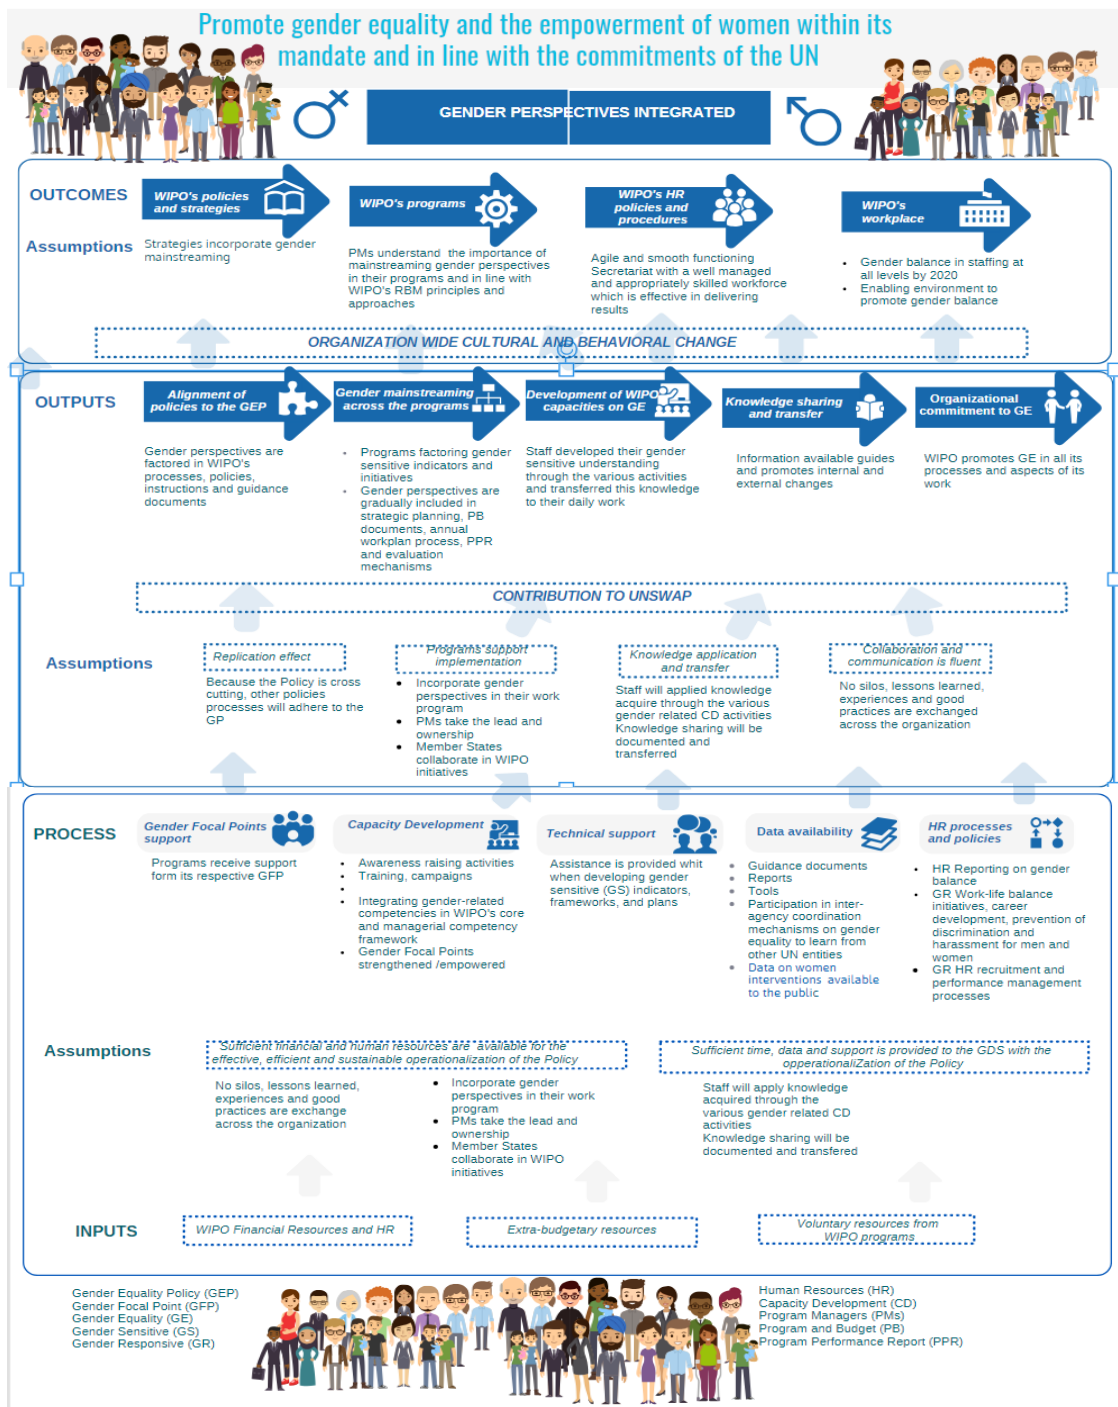 Promote gender equality and the empowerment of women within its
mandate and in line with the commitments of the UN
GENDER PERSPECTIVES INTEGRATED
OUTCOMES
WIPO's policies
and strategies
WIPO's programs
WIPO's HR
policies and
procedures
WIPO's
workplace
Assumptions
Strategies incorporate gender
mainstreaming
PMs understand the importance of
mainstreaming gender perspectives
in their programs and in line with
WIPO's RBM principles and
approaches
Agile and smooth functioning
Secretariat with a well managed
and appropriately skilled workforce
which is effective in delivering
results
• Gender balance in staffing at
all levels by 2020
• Enabling environment to
promote gender balance
ORGANIZATION WIDE CULTURAL AND BEHAVIORAL CHANGE
OUTPUTS
Alignment of
policies to the GEP
Gender mainstreaming
across the programs
Development of WIPO
capacities on GE
Knowledge sharing
and transfer
Organizational
commitment to GE
Gender perspectives are
factored in WIPO's
processes, policies,
instructions and guidance
documents
• Programs factoring gender
sensitive indicators and
initiatives
• Gender perspectives are
gradually included in
strategic planning, PB
documents, annual
workplan process, PPR
and evaluation
mechanisms
Staff developed their gender
sensitive understanding
through the various activities
and transferred this knowledge
to their daily work
Information available guides
and promotes internal and
external changes
WIPO promotes GE in all its
processes and aspects of its
work
CONTRIBUTION TO UNSWAP
Assumptions
Replication effect
Because the Policy is cross
cutting, other policies
processes will adhere to the
GP
Programs support
implementation
• Incorporate gender
perspectives in their work
program
• PMs take the lead and
ownership
• Member States
collaborate in WIPO
initiatives
Knowledge application
and transfer
Staff will applied knowledge
acquire through the various
gender related CD activities
Knowledge sharing will be
documented and
transferred
Collaboration and
communication is fluent
No silos, lessons learned,
experiences and good
practices are exchanged
across the organization
PROCESS
Gender Focal Points
support
Programs receive support
form its respective GFP
Capacity Development
• Awareness raising activities
• Training, campaigns
•
• Integrating gender-related
competencies in WIPO's core
and managerial competency
framework
• Gender Focal Points
strengthened /empowered
Technical support
Assistance is provided whit
when developing gender
sensitive (GS) indicators,
frameworks, and plans
Data availability
• Guidance documents
• Reports
• Tools
• Participation in inter-
agency coordination
mechanisms on gender
equality to learn from
other UN entities
• Data on women
interventions available
to the public
HR processes
and policies
• HR Reporting on gender
balance
• GR Work-life balance
initiatives, career
development, prevention of
discrimination and
harassment for men and
women
• GR HR recruitment and
performance management
processes
Assumptions
Sufficient financial and human resources are available for the
effective, efficient and sustainable operationalization of the Policy
Sufficient time, data and support is provided to the GDS with the
opperationaliZation of the Policy
No silos, lessons learned,
experiences and good
practices are exchange
across the organization
• Incorporate gender
perspectives in their work
program
• PMs take the lead and
ownership
• Member States
collaborate in WIPO
initiatives
Staff will apply knowledge
acquired through the
various gender related CD
activities
Knowledge sharing will be
documented and transfered
INPUTS
WIPO Financial Resources and HR
Extra-budgetary resources
Voluntary resources from
WIPO programs
Gender Equality Policy (GEP)
Gender Focal Point (GFP)
Gender Equality (GE)
Gender Sensitive (GS)
Gender Responsive (GR)
Human Resources (HR)
Capacity Development (CD)
Program Managers (PMs)
Program and Budget (PB)
Program Performance Report (PPR)